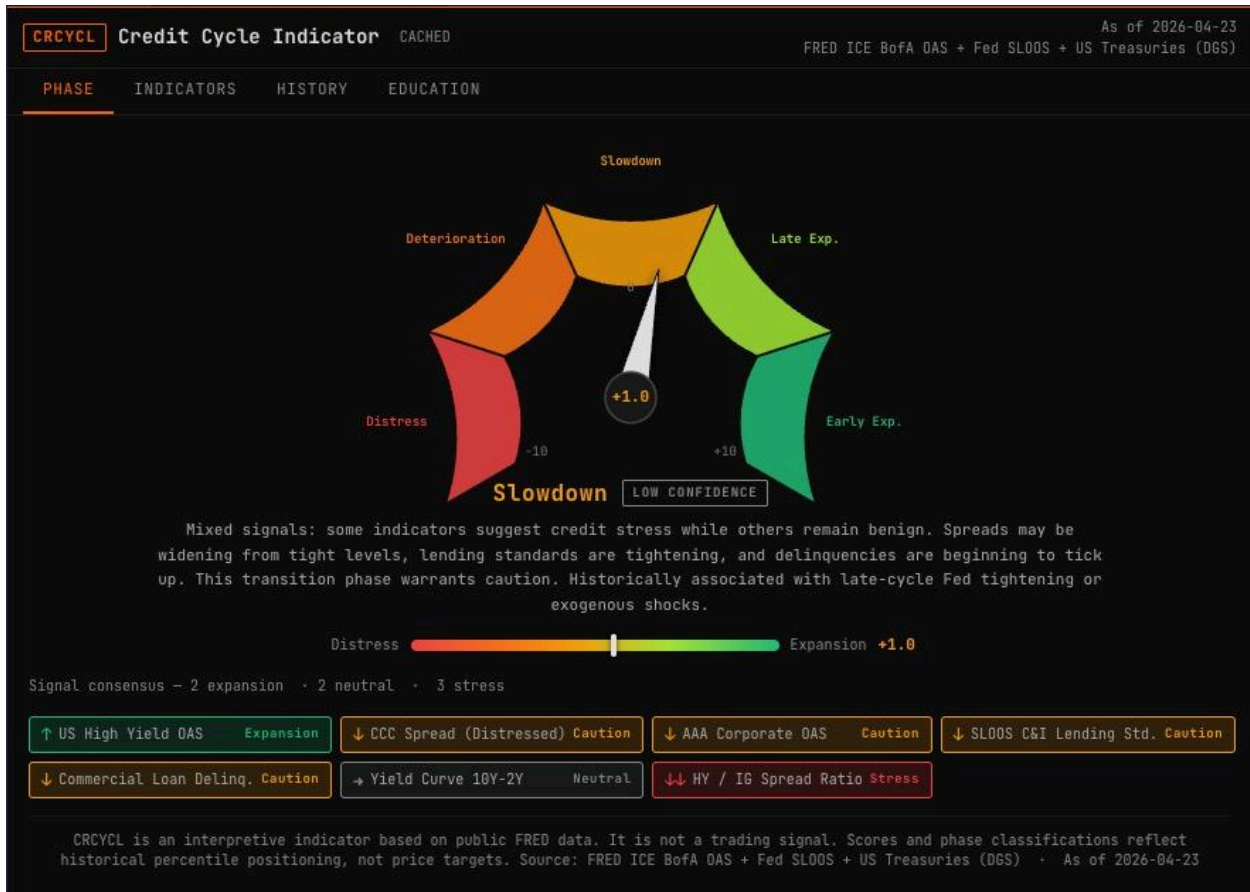 CRCYCL Credit Cycle Indicator CACHED
As of 2026-04-23
FRED ICE BofA OAS + Fed SLOOS + US Treasuries (DGS)
PHASE INDICATORS HISTORY EDUCATION
Slowdown
Deterioration
Late Exp.
0
+1.0
Distress
Early Exp.
-10
+10
Slowdown LOW CONFIDENCE
Mixed signals: some indicators suggest credit stress while others remain benign. Spreads may be
widening from tight levels, lending standards are tightening, and delinquencies are beginning to tick
up. This transition phase warrants caution. Historically associated with late-cycle Fed tightening or
exogenous shocks.
Distress Expansion +1.0
Signal consensus — 2 expansion · 2 neutral · 3 stress
↑ US High Yield OAS Expansion
↓ CCC Spread (Distressed) Caution
↓ AAA Corporate OAS Caution
↓ SLOOS C&I Lending Std. Caution
↓ Commercial Loan Delinq. Caution
→ Yield Curve 10Y-2Y Neutral
↓↓ HY / IG Spread Ratio Stress
CRCYCL is an interpretive indicator based on public FRED data. It is not a trading signal. Scores and phase classifications reflect
historical percentile positioning, not price targets. Source: FRED ICE BofA OAS + Fed SLOOS + US Treasuries (DGS) · As of 2026-04-23